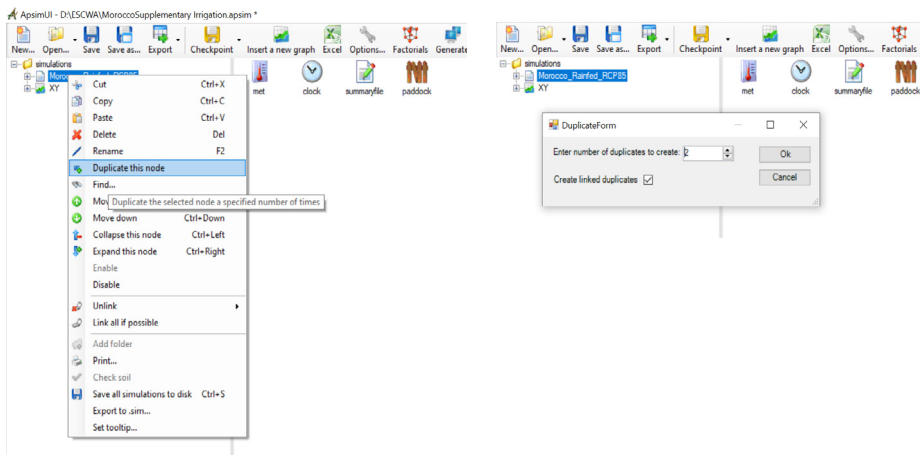 ApsimUI - D:\ESCWA\MoroccoSupplementary Irrigation.apsim *
New... Open... Save Save as... Export Checkpoint Insert a new graph Excel Options... Factorials Generate
simulations
Morocco_Rainfed_RCP85
XY
met clock summaryfile paddock
Cut Ctrl+X
Copy Ctrl+C
Paste Ctrl+V
Delete Del
Rename F2
Duplicate this node
Find...
Mov
Duplicate the selected node a specified number of times
Move down Ctrl+Down
Collapse this node Ctrl+Left
Expand this node Ctrl+Right
Enable
Disable
Unlink
Link all if possible
Add folder
Print...
Check soil
Save all simulations to disk Ctrl+S
Export to .sim...
Set tooltip...
New... Open... Save Save as... Export Checkpoint Insert a new graph Excel Options... Factorials
simulations
Morocco_Rainfed_RCP85
XY
met clock summaryfile paddock
DuplicateForm
Enter number of duplicates to create: 2 Ok
Create linked duplicates Cancel